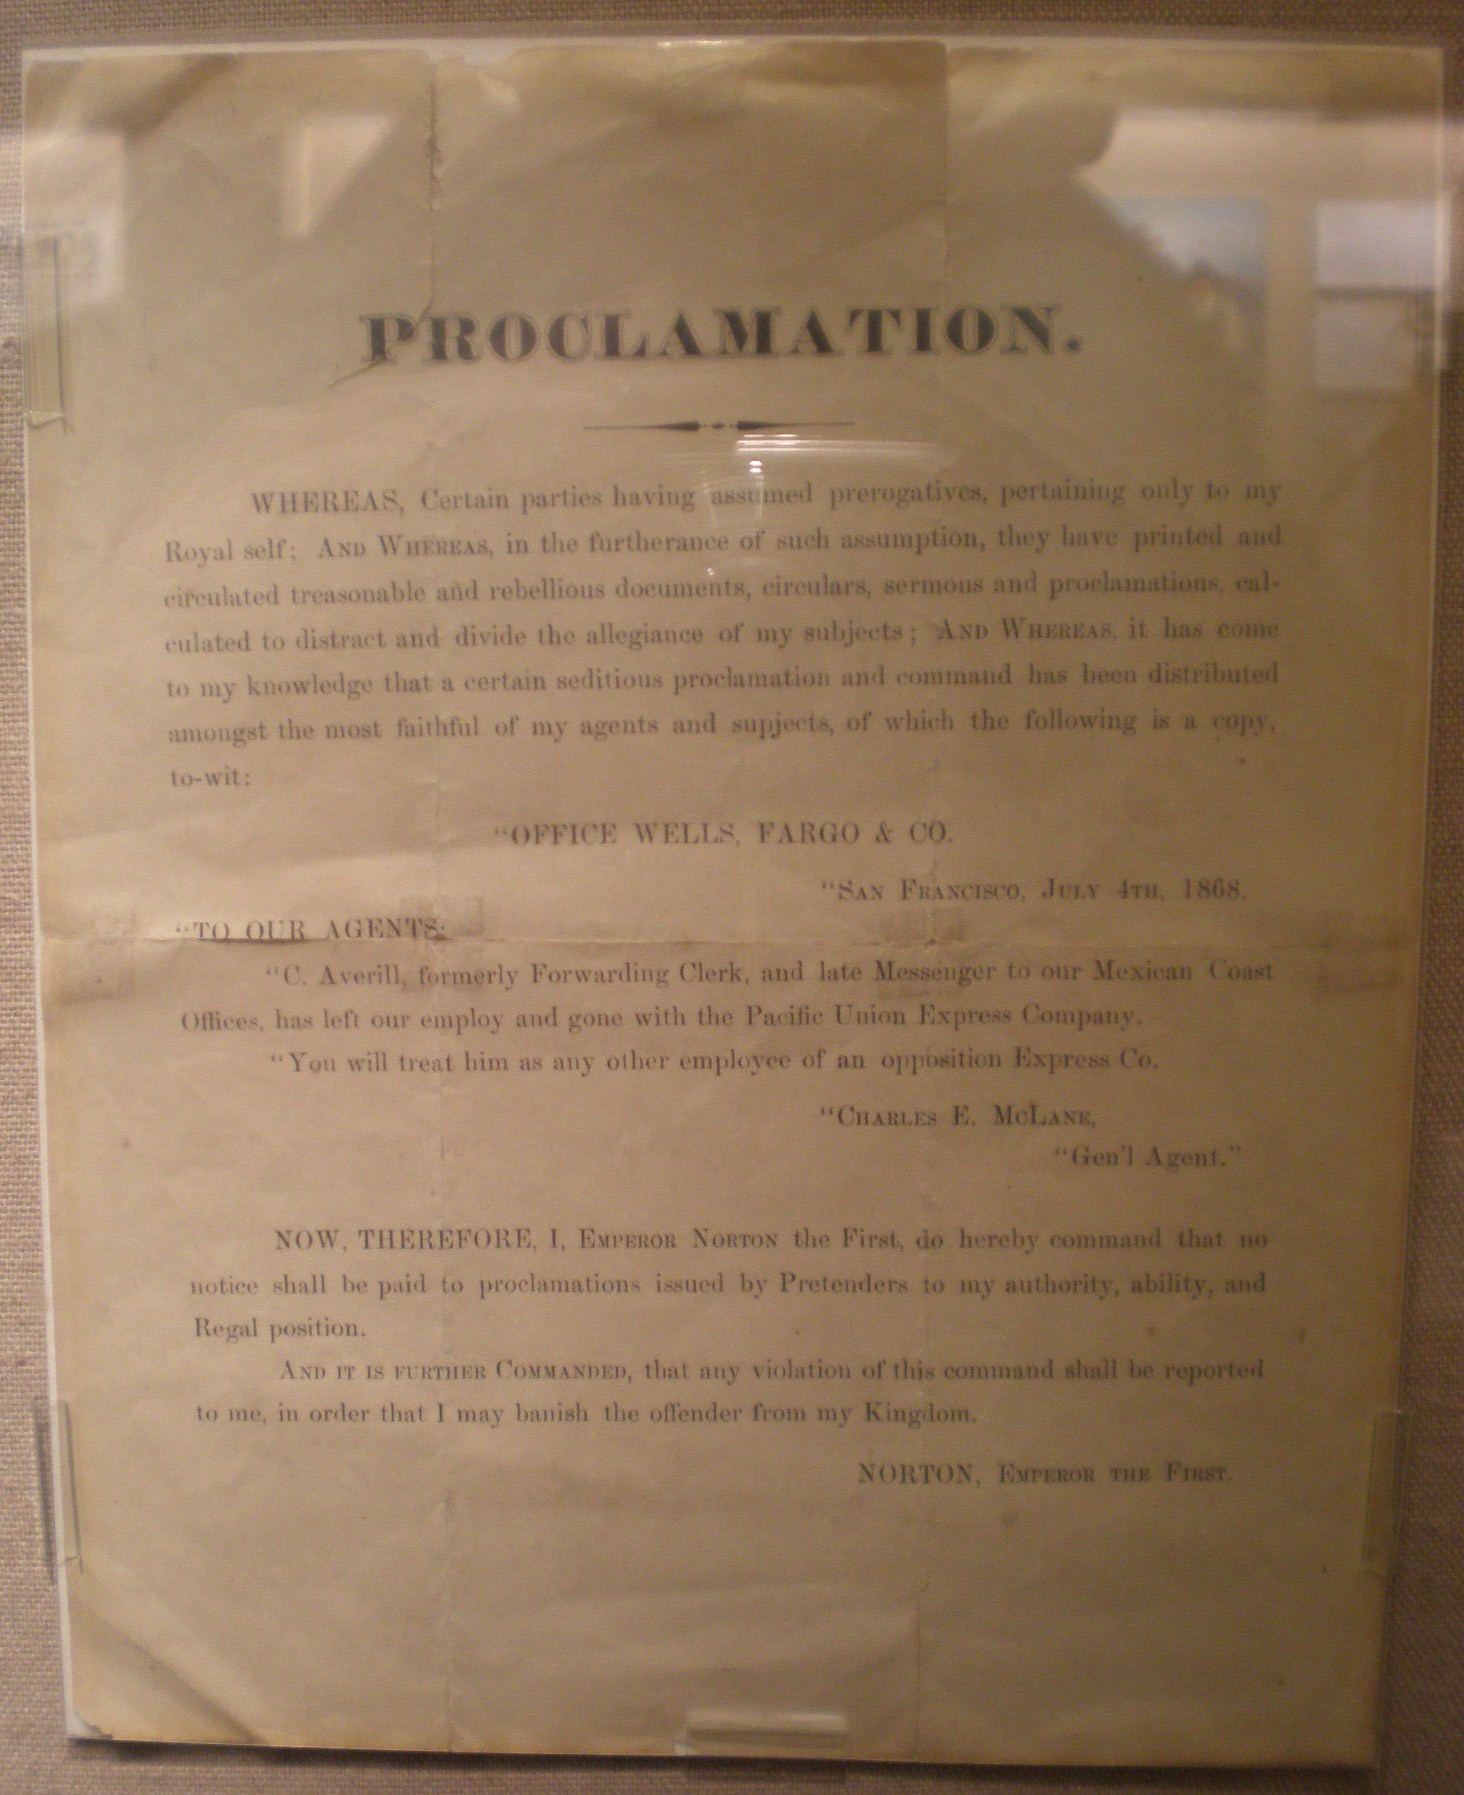 PROCLAMATION.
WHEREAS, Certain parties having assumed prerogatives, pertaining only to my
Royal self; AND WHEREAS, in the furtherance of such assumption, they have printed and
circulated treasonable and rebellious documents, circulars, sermons and proclamations, cal-
culated to distract and divide the allegiance of my subjects; AND WHEREAS, it has come
to my knowledge that a certain seditious proclamation and command has been distributed
amongst the most faithful of my agents and supjects, of which the following is a copy,
to-wit:
"OFFICE WELLS, FARGO & CO.
"SAN FRANCISCO, JULY 4TH, 1868.
"TO OUR AGENTS:
"C. Averill, formerly Forwarding Clerk, and late Messenger to our Mexican Coast
Offices, has left our employ and gone with the Pacific Union Express Company.
"You will treat him as any other employee of an opposition Express Co.
"CHARLES E. MCLANE,
"Gen'l Agent."
NOW, THEREFORE, I, EMPEROR NORTON the First, do hereby command that no
notice shall be paid to proclamations issued by Pretenders to my authority, ability, and
Regal position.
AND IT IS FURTHER COMMANDED, that any violation of this command shall be reported
to me, in order that I may banish the offender from my Kingdom.
NORTON, EMPEROR THE FIRST.